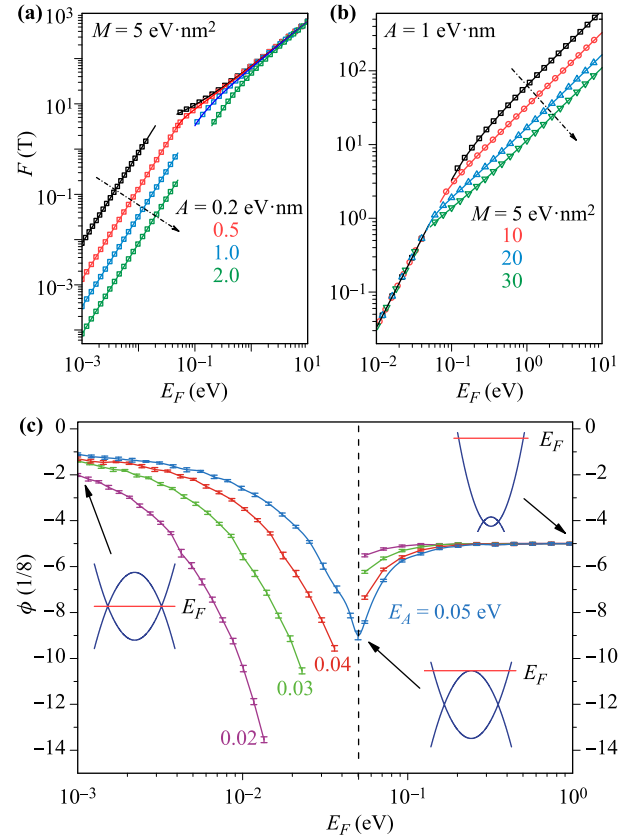 (a)
M = 5 eV·nm²
10³
10¹
10⁻¹
10⁻³
F (T)
A = 0.2 eV·nm
0.5
1.0
2.0
10⁻³ 10⁻² 10⁻¹ 10⁰ 10¹
E_F (eV)
(b)
A = 1 eV·nm
10²
10¹
10⁰
10⁻¹
M = 5 eV·nm²
10
20
30
10⁻² 10⁻¹ 10⁰ 10¹
E_F (eV)
(c)
0
−2
−4
−6
−8
−10
−12
−14
ϕ (1/8)
0
−2
−4
−6
−8
−10
−12
−14
E_F
E_F
E_A = 0.05 eV
E_F
0.04
0.03
0.02
10⁻³ 10⁻² 10⁻¹ 10⁰
E_F (eV)